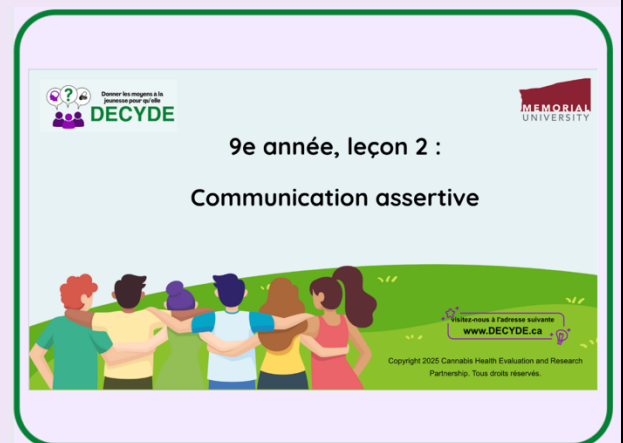 Donner les moyens à la
jeunesse pour qu'elle
DECYDE
MEMORIAL
UNIVERSITY
9e année, leçon 2 :
Communication assertive
Visitez-nous à l'adresse suivante
www.DECYDE.ca
Copyright 2025 Cannabis Health Evaluation and Research
Partnership. Tous droits réservés.